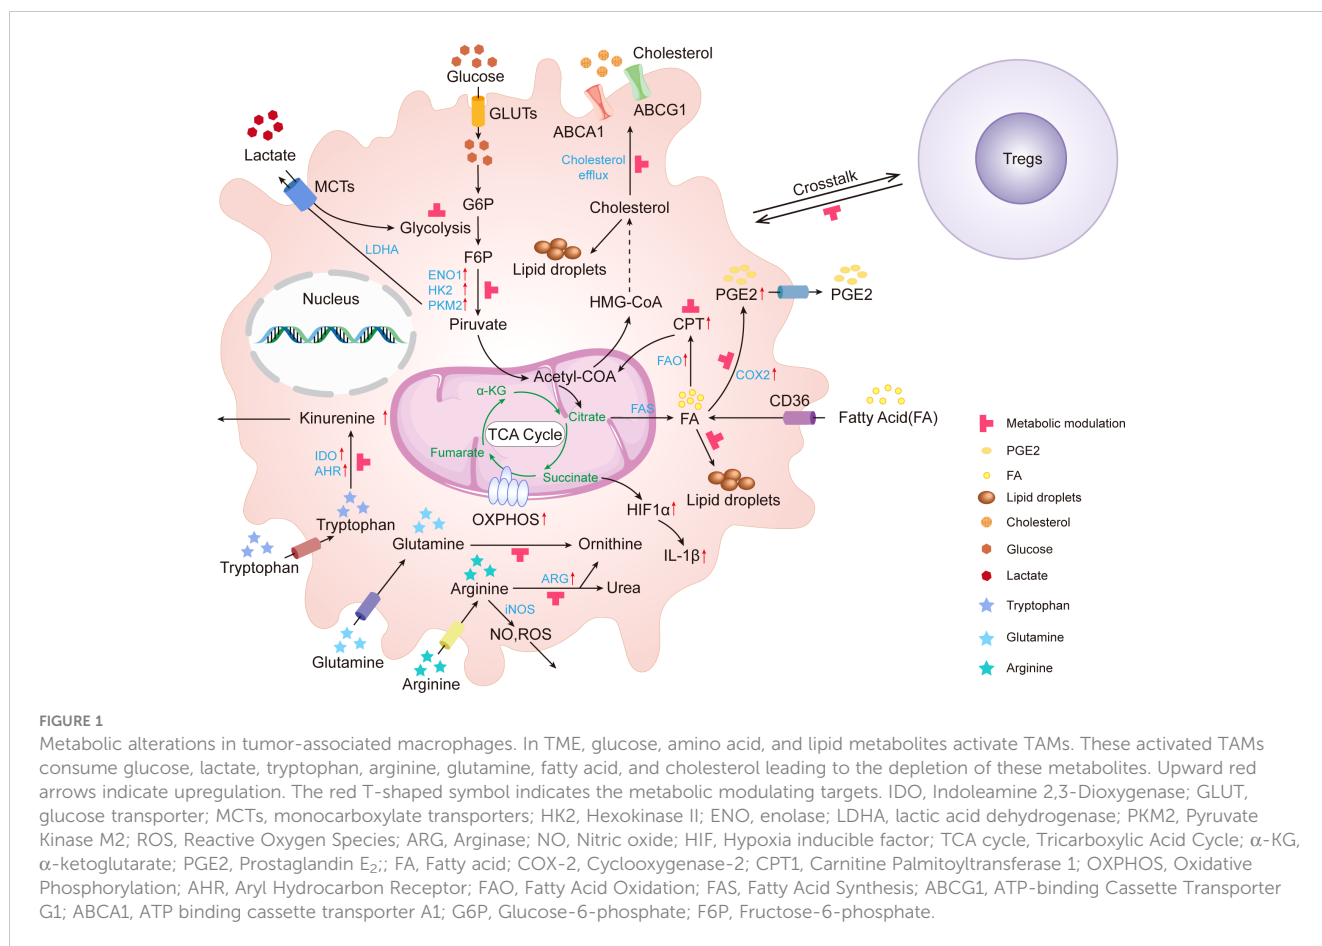 Glucose
Cholesterol
GLUTs
ABCA1
ABCG1
Lactate
MCTs
Cholesterol
efflux
Tregs
Crosstalk
G6P
Cholesterol
Glycolysis
LDHA
F6P
Lipid droplets
ENO1
HK2
PKM2
PGE2
PGE2
Nucleus
HMG-CoA
Piruvate
CPT
FAO
Acetyl-COA
COX2
α-KG
CD36
Citrate
FAS
FA
Fatty Acid(FA)
Kinurenine
TCA Cycle
Fumarate
IDO
AHR
Succinate
Lipid droplets
Tryptophan
OXPHOS
HIF1α
Glutamine
Ornithine
IL-1β
Tryptophan
Arginine
ARG
Urea
iNOS
NO,ROS
Glutamine
Arginine
Metabolic modulation
PGE2
FA
Lipid droplets
Cholesterol
Glucose
Lactate
Tryptophan
Glutamine
Arginine
FIGURE 1
Metabolic alterations in tumor-associated macrophages. In TME, glucose, amino acid, and lipid metabolites activate TAMs. These activated TAMs
consume glucose, lactate, tryptophan, arginine, glutamine, fatty acid, and cholesterol leading to the depletion of these metabolites. Upward red
arrows indicate upregulation. The red T-shaped symbol indicates the metabolic modulating targets. IDO, Indoleamine 2,3-Dioxygenase; GLUT,
glucose transporter; MCTs, monocarboxylate transporters; HK2, Hexokinase II; ENO, enolase; LDHA, lactic acid dehydrogenase; PKM2, Pyruvate
Kinase M2; ROS, Reactive Oxygen Species; ARG, Arginase; NO, Nitric oxide; HIF, Hypoxia inducible factor; TCA cycle, Tricarboxylic Acid Cycle; α-KG,
α-ketoglutarate; PGE2, Prostaglandin E₂;; FA, Fatty acid; COX-2, Cyclooxygenase-2; CPT1, Carnitine Palmitoyltransferase 1; OXPHOS, Oxidative
Phosphorylation; AHR, Aryl Hydrocarbon Receptor; FAO, Fatty Acid Oxidation; FAS, Fatty Acid Synthesis; ABCG1, ATP-binding Cassette Transporter
G1; ABCA1, ATP binding cassette transporter A1; G6P, Glucose-6-phosphate; F6P, Fructose-6-phosphate.